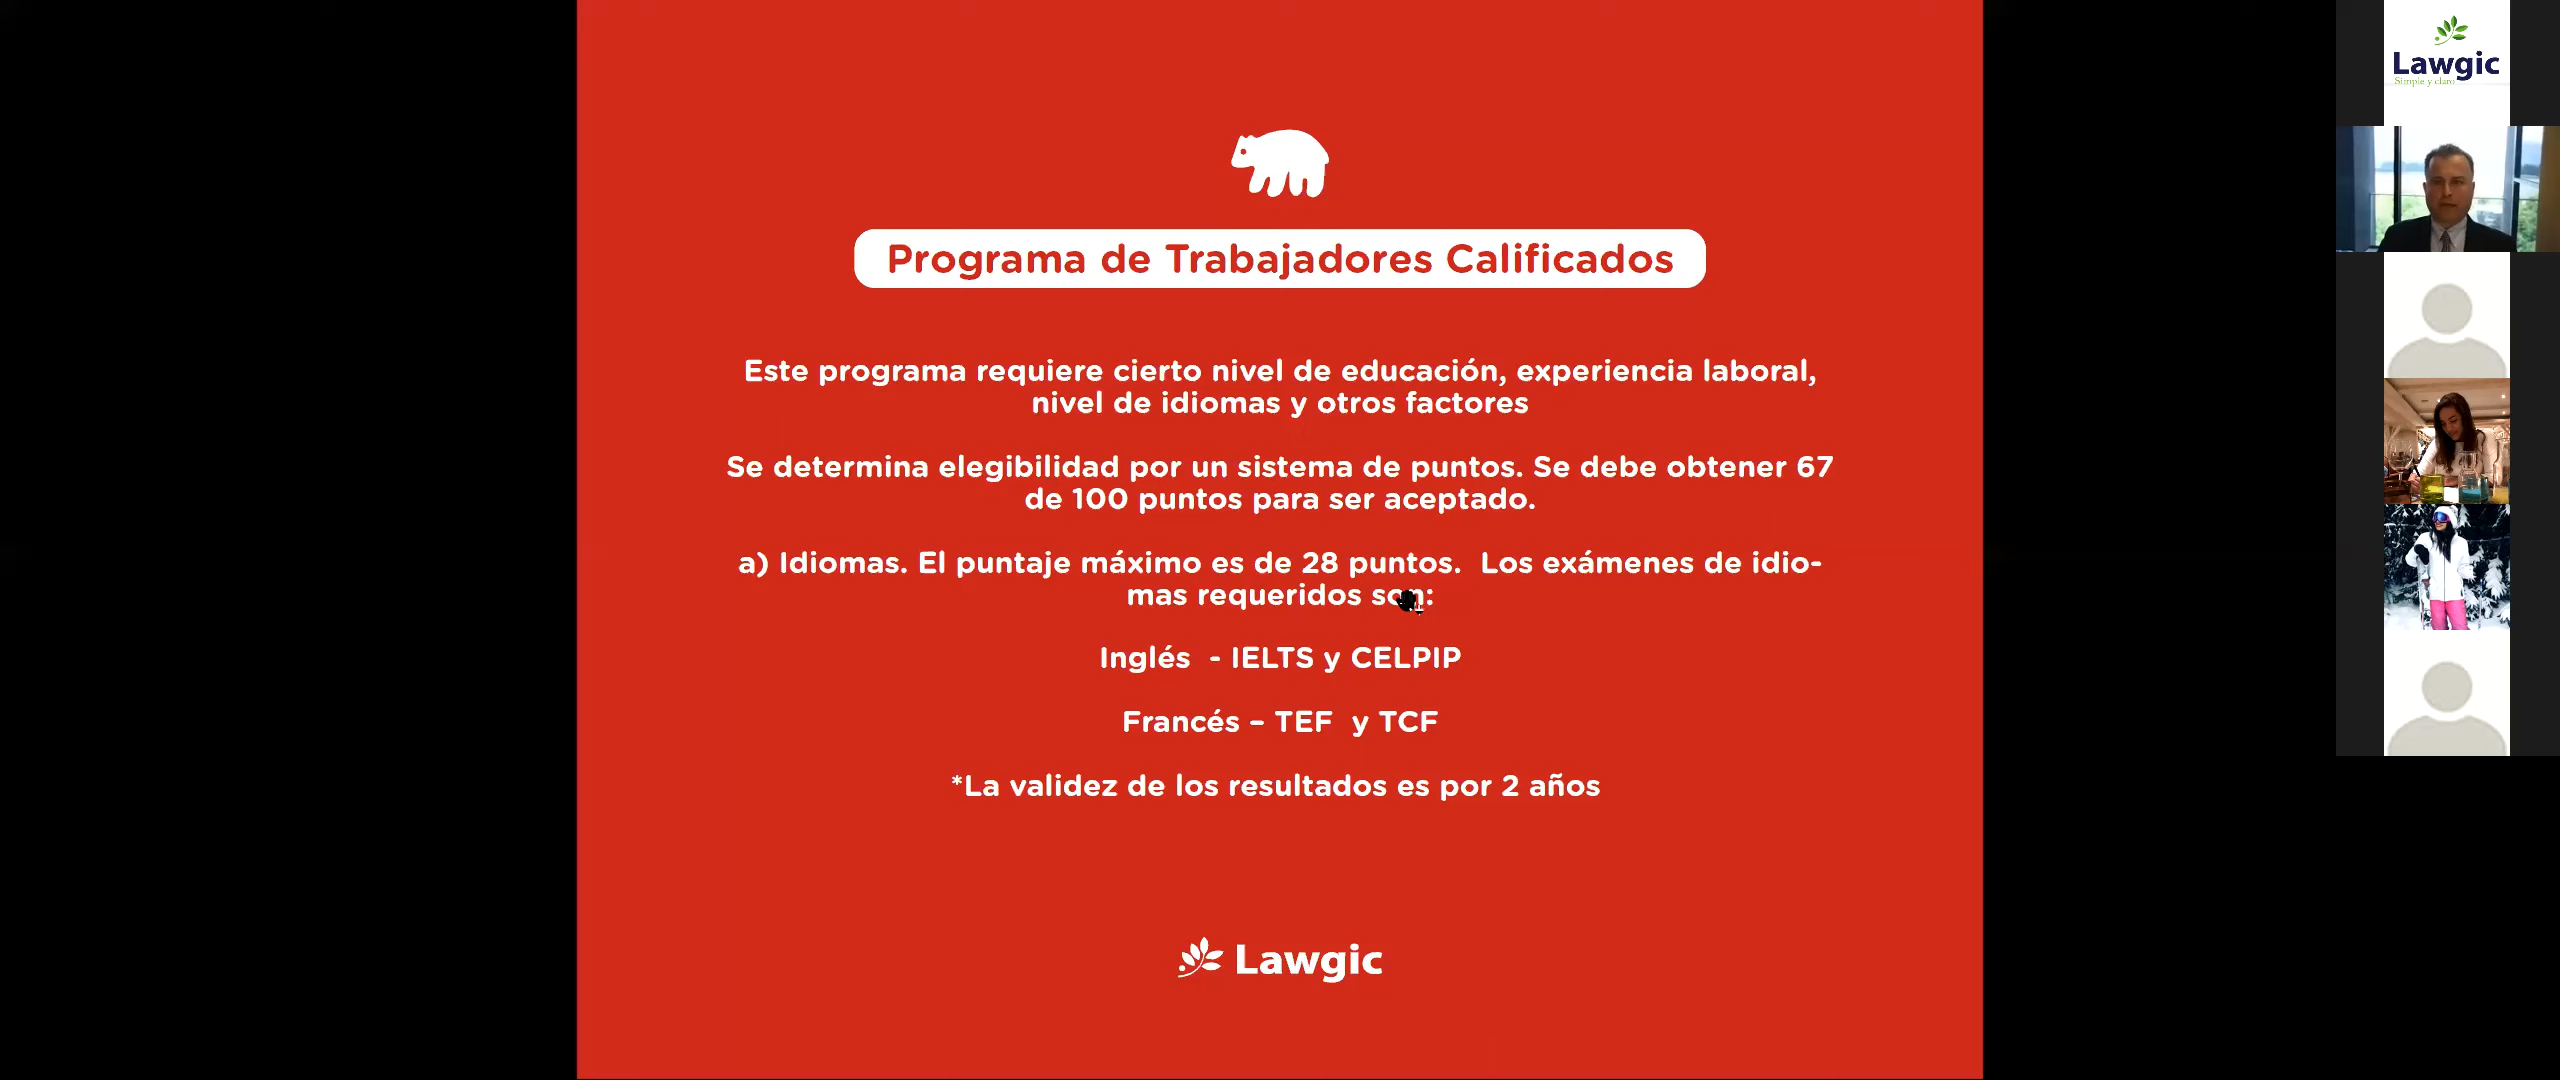 Lawgic
Simple y claro
Programa de Trabajadores Calificados
Este programa requiere cierto nivel de educación, experiencia laboral,
nivel de idiomas y otros factores
Se determina elegibilidad por un sistema de puntos. Se debe obtener 67
de 100 puntos para ser aceptado.
a) Idiomas. El puntaje máximo es de 28 puntos.  Los exámenes de idio-
mas requeridos son:
Inglés  - IELTS y CELPIP
Francés – TEF  y TCF
*La validez de los resultados es por 2 años
Lawgic